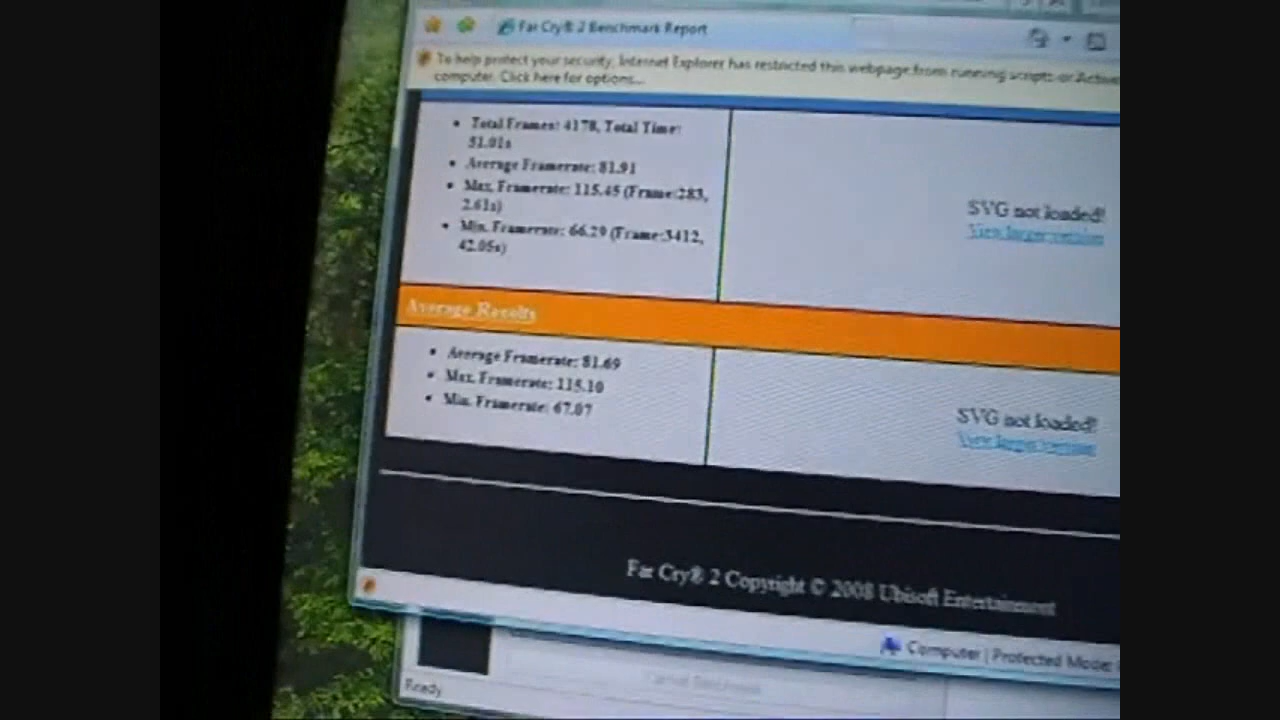 Far Cry® 2 Benchmark Report
To help protect your security, Internet Explorer has restricted this webpage from running scripts or Active
computer. Click here for options...
Total Frames: 4178, Total Time:
51.01s
Average Framerate: 81.91
Max. Framerate: 115.45 (Frame:283,
2.61s)
Min. Framerate: 66.29 (Frame:3412,
42.05s)
SVG not loaded!
View larger version
Average Results
Average Framerate: 81.69
Max. Framerate: 115.10
Min. Framerate: 67.07
SVG not loaded!
View larger version
Far Cry® 2 Copyright © 2008 Ubisoft Entertainment
Computer | Protected Mode:
Ready